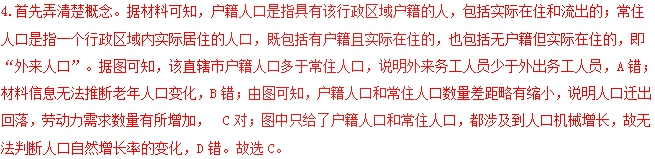 4.首先弄清楚概念。据材料可知，户籍人口是指具有该行政区域户籍的人，包括实际在住和流出的；常住
人口是指一个行政区域内实际居住的人口，既包括有户籍且实际在住的，也包括无户籍但实际在住的，即
“外来人口”。据图可知，该直辖市户籍人口多于常住人口，说明外来务工人员少于外出务工人员，A错；
材料信息无法推断老年人口变化，B错；由图可知，户籍人口和常住人口数量差距略有缩小，说明人口迁出
回落，劳动力需求数量有所增加， C对；图中只给了户籍人口和常住人口，都涉及到人口机械增长，故无
法判断人口自然增长率的变化，D错。故选C。